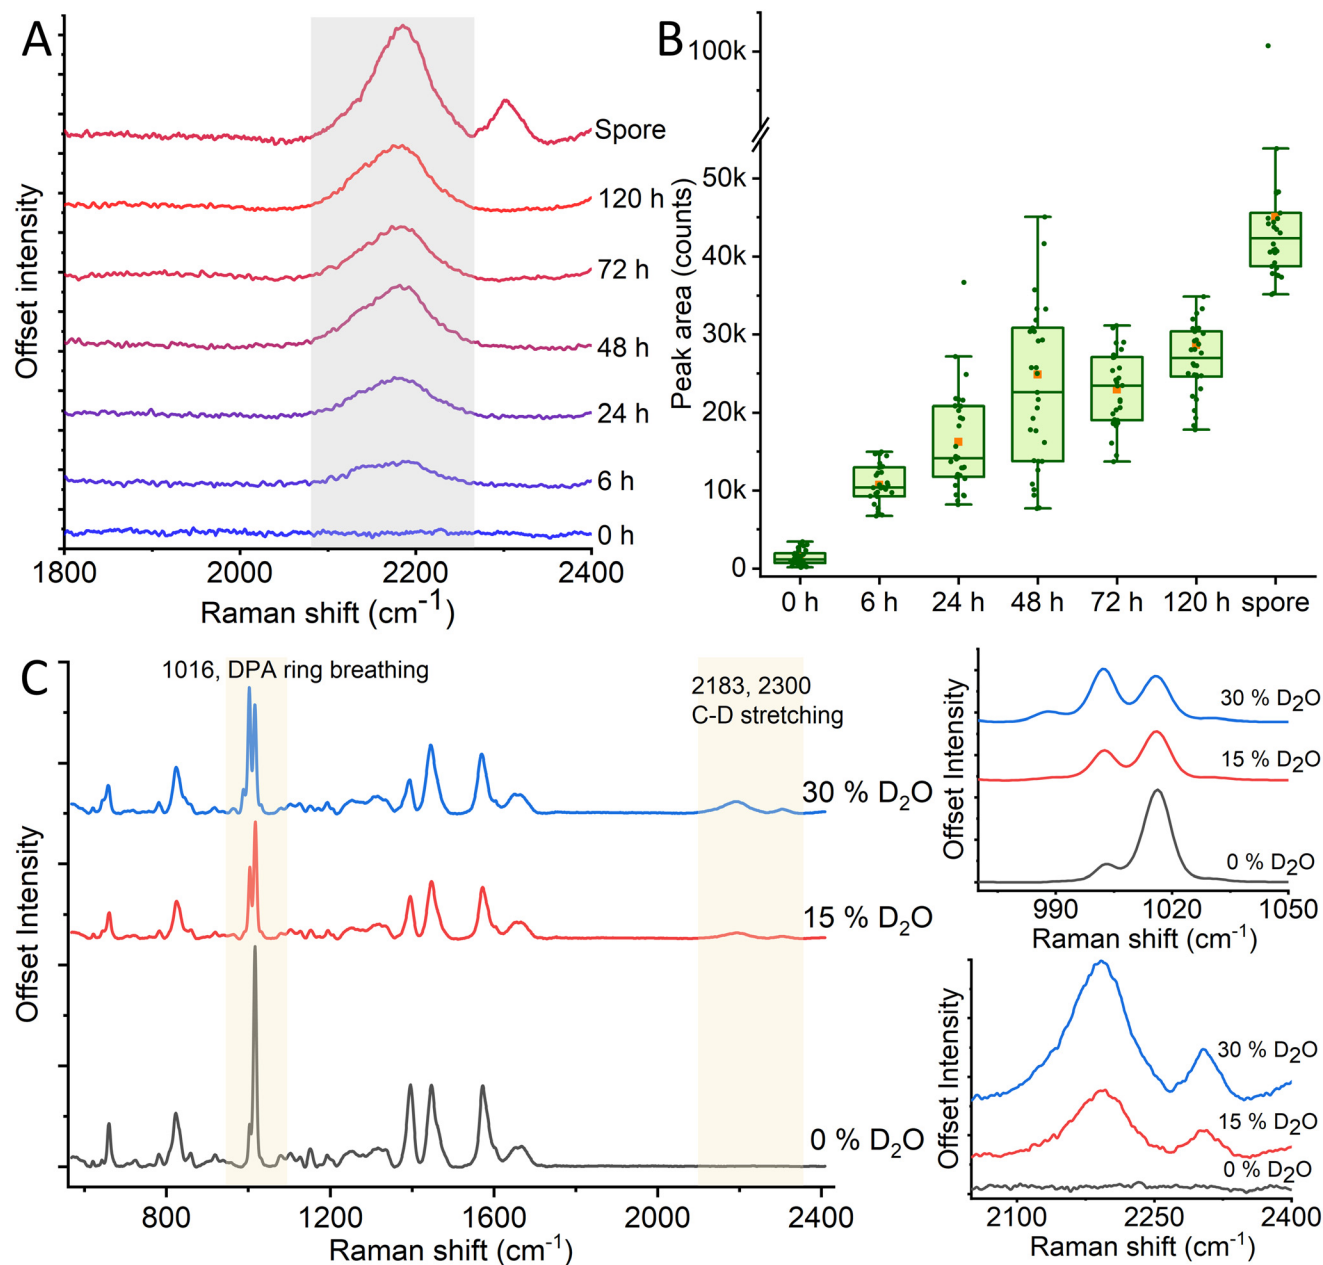 A
Offset intensity
Spore
120 h
72 h
48 h
24 h
6 h
0 h
1800
2000
2200
2400
Raman shift (cm⁻¹)
B
Peak area (counts)
100k
50k
40k
30k
20k
10k
0
0 h
6 h
24 h
48 h
72 h
120 h
spore
C
Offset Intensity
1016, DPA ring breathing
2183, 2300
C-D stretching
30 % D₂O
15 % D₂O
0 % D₂O
800
1200
1600
2000
2400
Raman shift (cm⁻¹)
Offset Intensity
30 % D₂O
15 % D₂O
0 % D₂O
990
1020
1050
Raman shift (cm⁻¹)
Offset Intensity
30 % D₂O
15 % D₂O
0 % D₂O
2100
2250
2400
Raman shift (cm⁻¹)